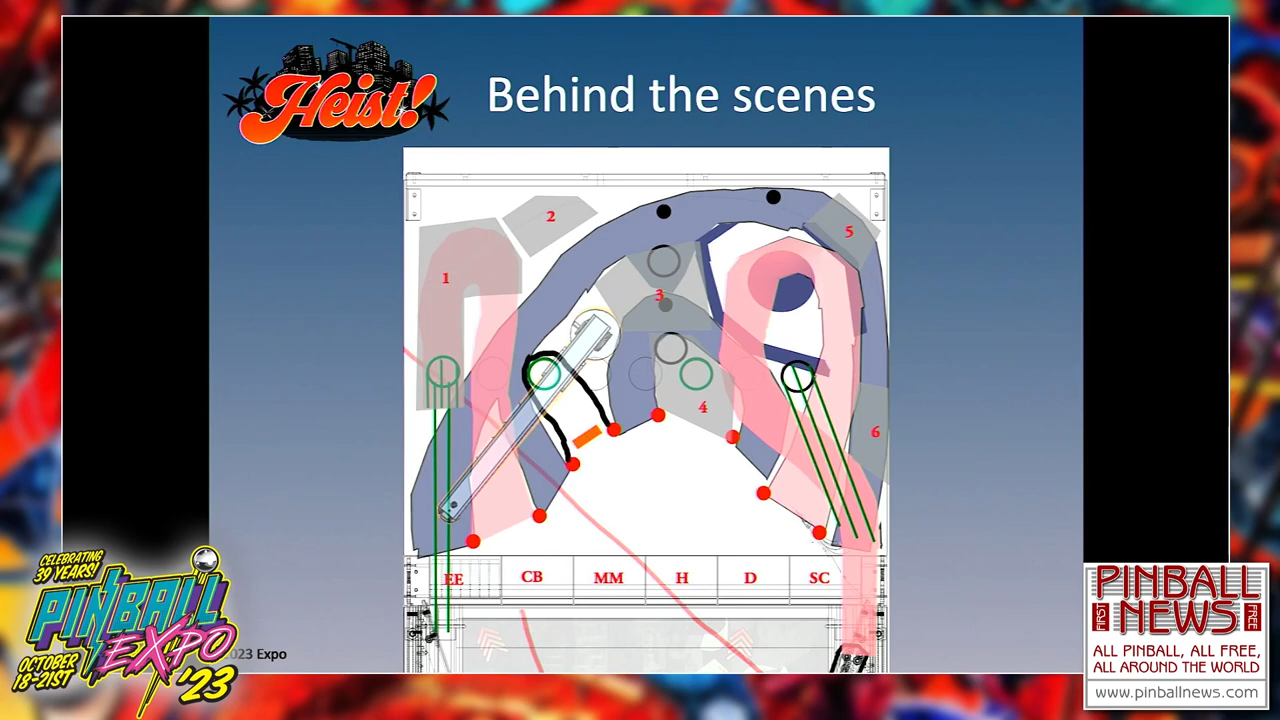 Heist!
Behind the scenes
1
2
3
4
5
6
EE CB MM H D SC
023 Expo
CELEBRATING
39 YEARS!
PINBALL
EXPO
OCTOBER
18-21ST
'23
PINBALL
FIRST NEWS FREE
ALL PINBALL, ALL FREE,
ALL AROUND THE WORLD
www.pinballnews.com